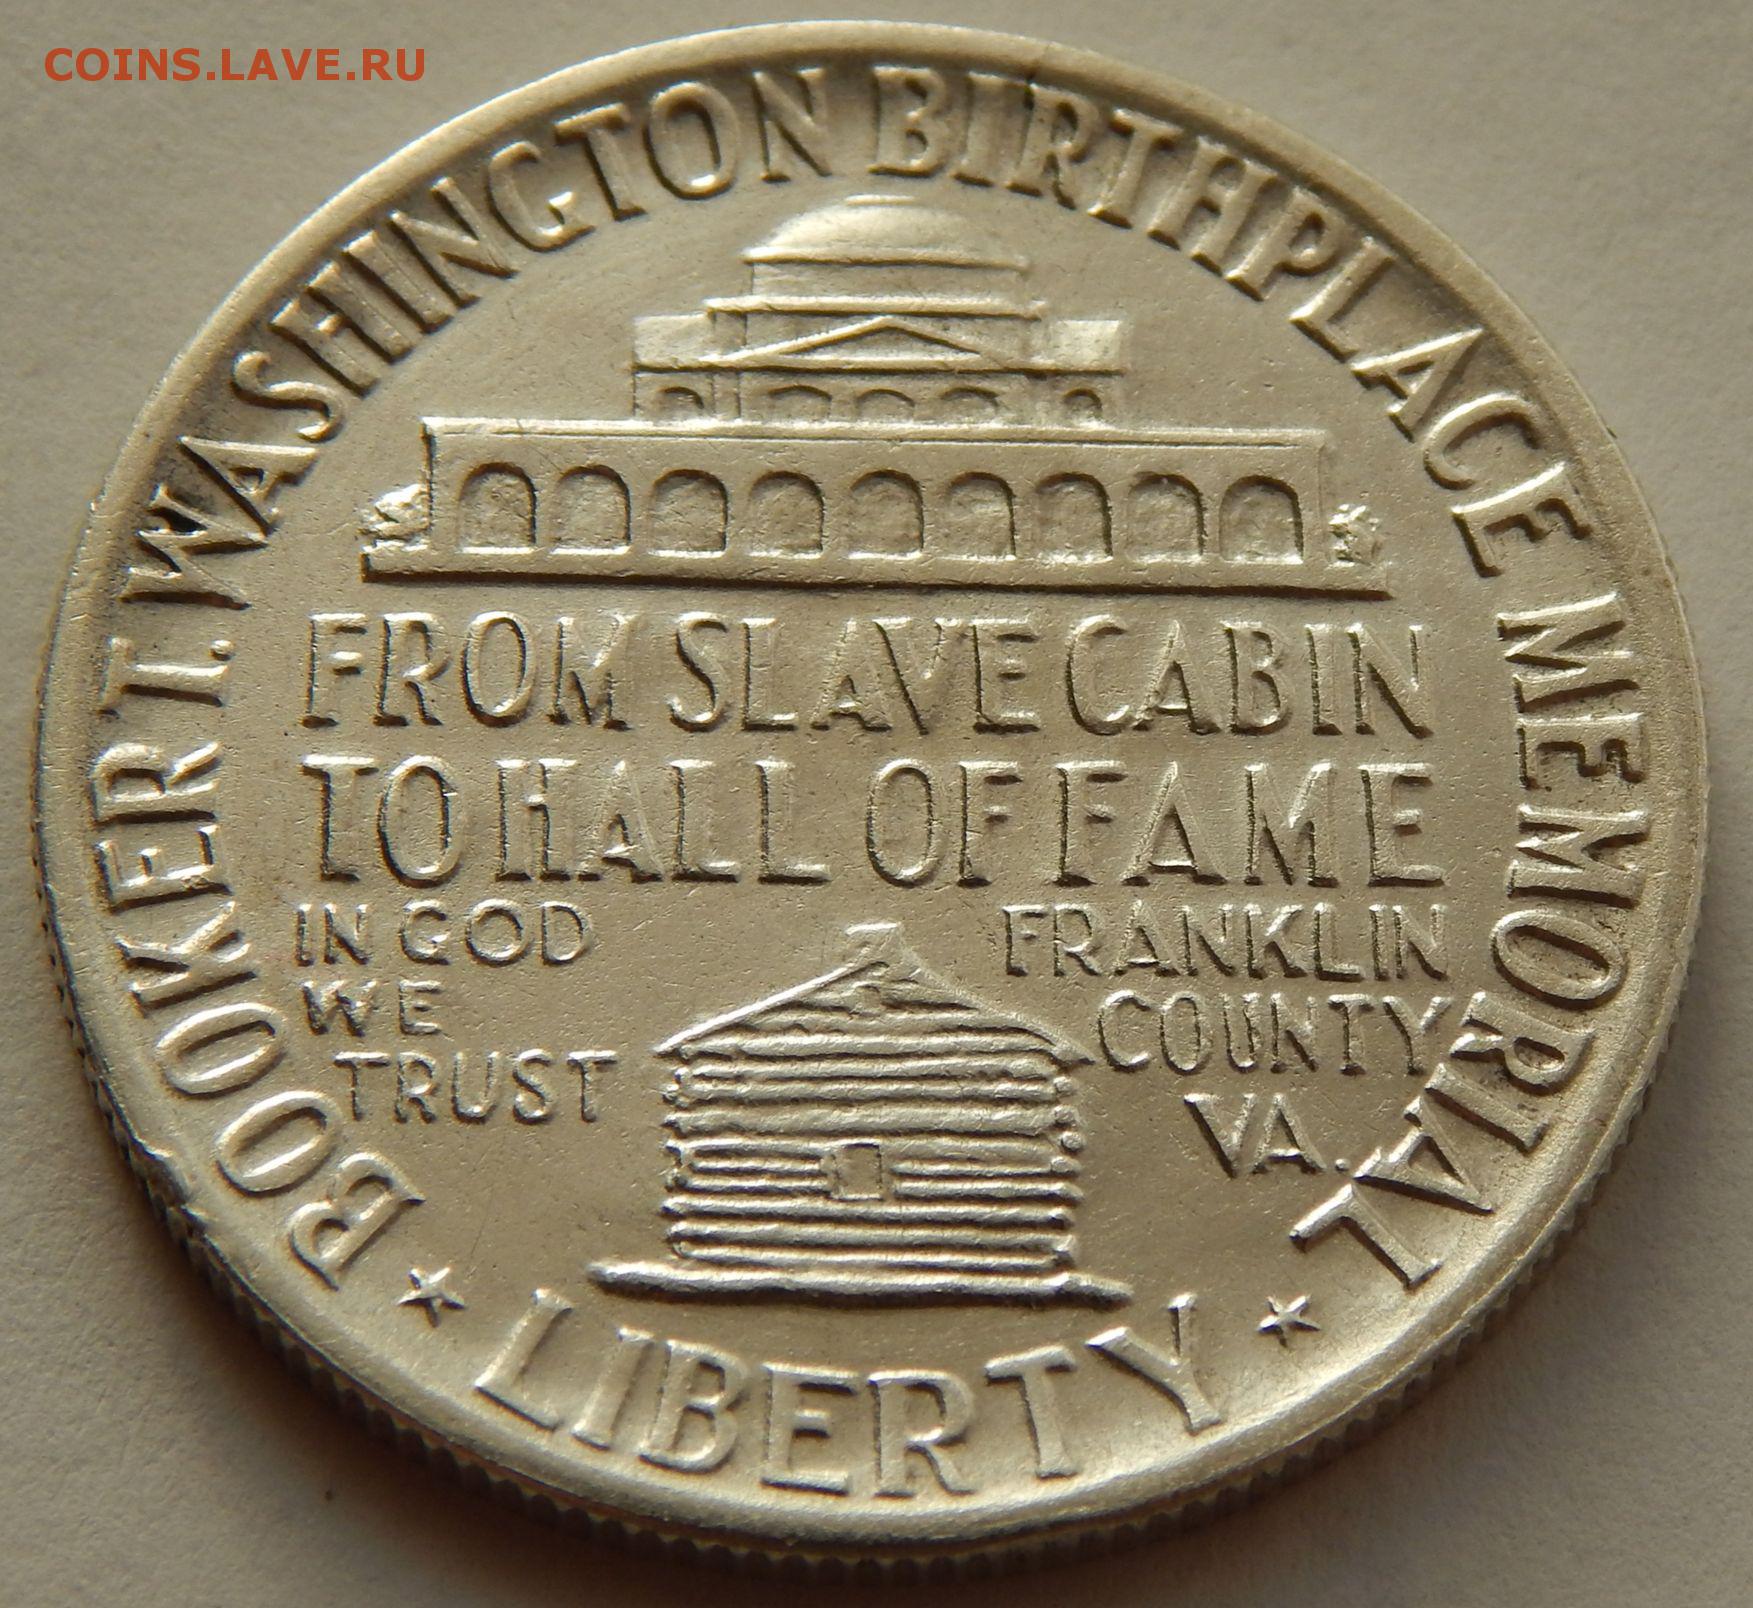 COINS.LAVE.RU
BOOKER T. WASHINGTON BIRTHPLACE MEMORIAL
FROM SLAVE CABIN
TO HALL OF FAME
IN GOD
WE
TRUST
FRANKLIN
COUNTY
VA.
LIBERTY